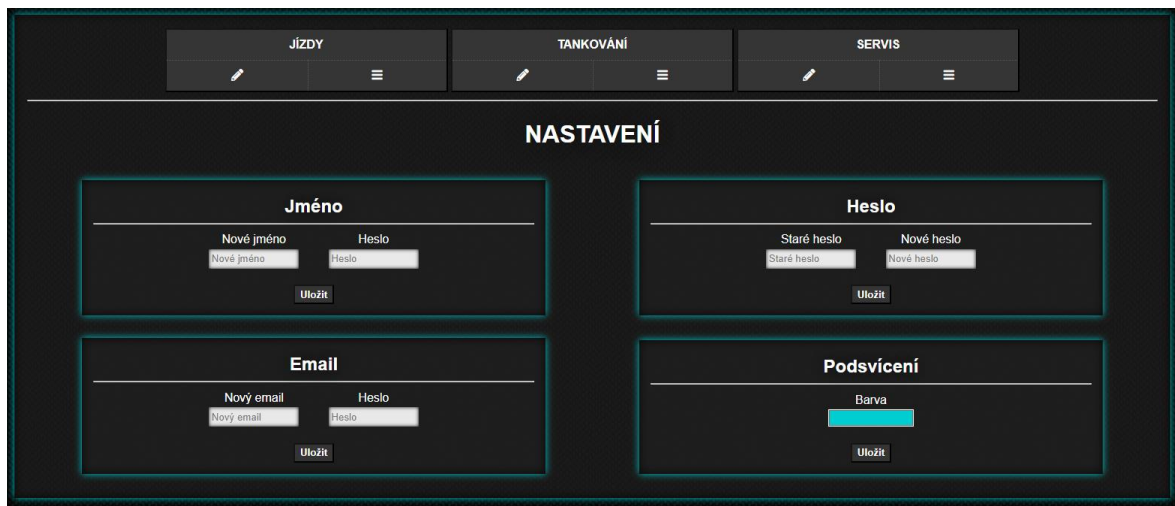 JÍZDY TANKOVÁNÍ SERVIS
NASTAVENÍ
Jméno
Nové jméno Heslo
Nové jméno Heslo
Uložit
Heslo
Staré heslo Nové heslo
Staré heslo Nové heslo
Uložit
Email
Nový email Heslo
Nový email Heslo
Uložit
Podsvícení
Barva
Uložit